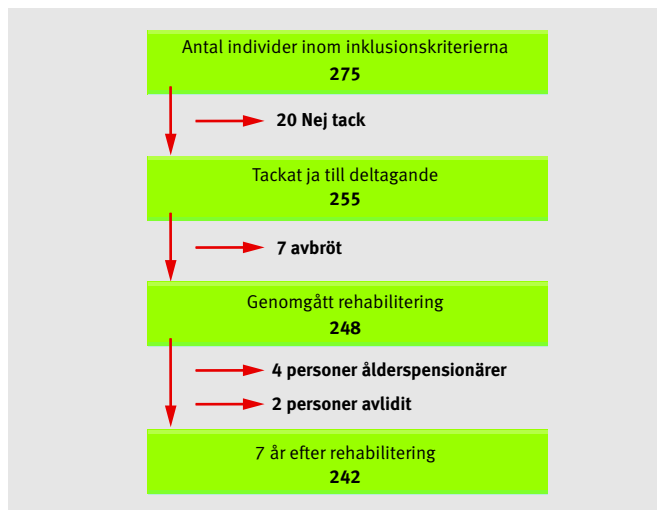 Antal individer inom inklusionskriterierna
275
20 Nej tack
Tackat ja till deltagande
255
7 avbröt
Genomgått rehabilitering
248
4 personer ålderspensionärer
2 personer avlidit
7 år efter rehabilitering
242